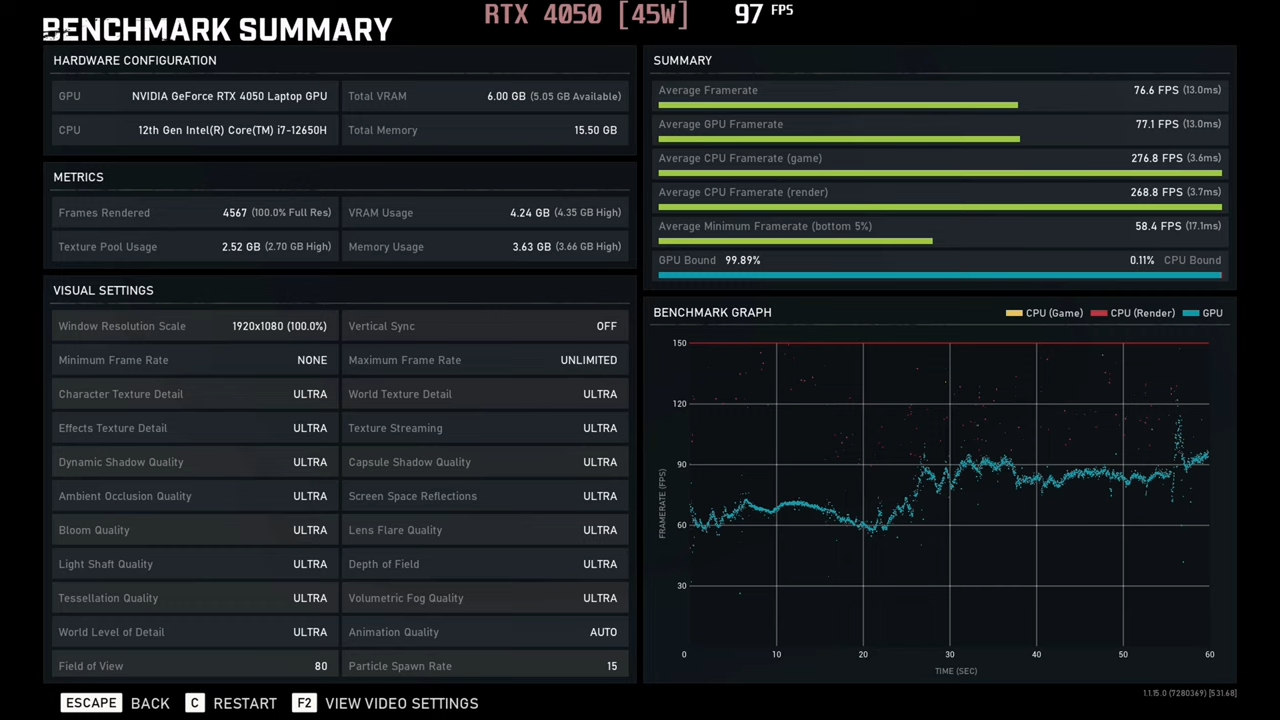 RTX 4050 [45W] 97 FPS
BENCHMARK SUMMARY
HARDWARE CONFIGURATION
GPU NVIDIA GeForce RTX 4050 Laptop GPU Total VRAM 6.00 GB (5.05 GB Available)
CPU 12th Gen Intel(R) Core(TM) i7-12650H Total Memory 15.50 GB
METRICS
Frames Rendered 4567 (100.0% Full Res) VRAM Usage 4.24 GB (4.35 GB High)
Texture Pool Usage 2.52 GB (2.70 GB High) Memory Usage 3.63 GB (3.66 GB High)
VISUAL SETTINGS
Window Resolution Scale 1920x1080 (100.0%) Vertical Sync OFF
Minimum Frame Rate NONE Maximum Frame Rate UNLIMITED
Character Texture Detail ULTRA World Texture Detail ULTRA
Effects Texture Detail ULTRA Texture Streaming ULTRA
Dynamic Shadow Quality ULTRA Capsule Shadow Quality ULTRA
Ambient Occlusion Quality ULTRA Screen Space Reflections ULTRA
Bloom Quality ULTRA Lens Flare Quality ULTRA
Light Shaft Quality ULTRA Depth of Field ULTRA
Tessellation Quality ULTRA Volumetric Fog Quality ULTRA
World Level of Detail ULTRA Animation Quality AUTO
Field of View 80 Particle Spawn Rate 15
SUMMARY
Average Framerate 76.6 FPS (13.0ms)
Average GPU Framerate 77.1 FPS (13.0ms)
Average CPU Framerate (game) 276.8 FPS (3.6ms)
Average CPU Framerate (render) 268.8 FPS (3.7ms)
Average Minimum Framerate (bottom 5%) 58.4 FPS (17.1ms)
GPU Bound 99.89% 0.11% CPU Bound
BENCHMARK GRAPH CPU (Game) CPU (Render) GPU
150
120
90
60
30
FRAMERATE (FPS)
0 10 20 30 40 50 60
TIME (SEC)
ESCAPE BACK C RESTART F2 VIEW VIDEO SETTINGS
1.1.15.0 (7280369) [531.68]